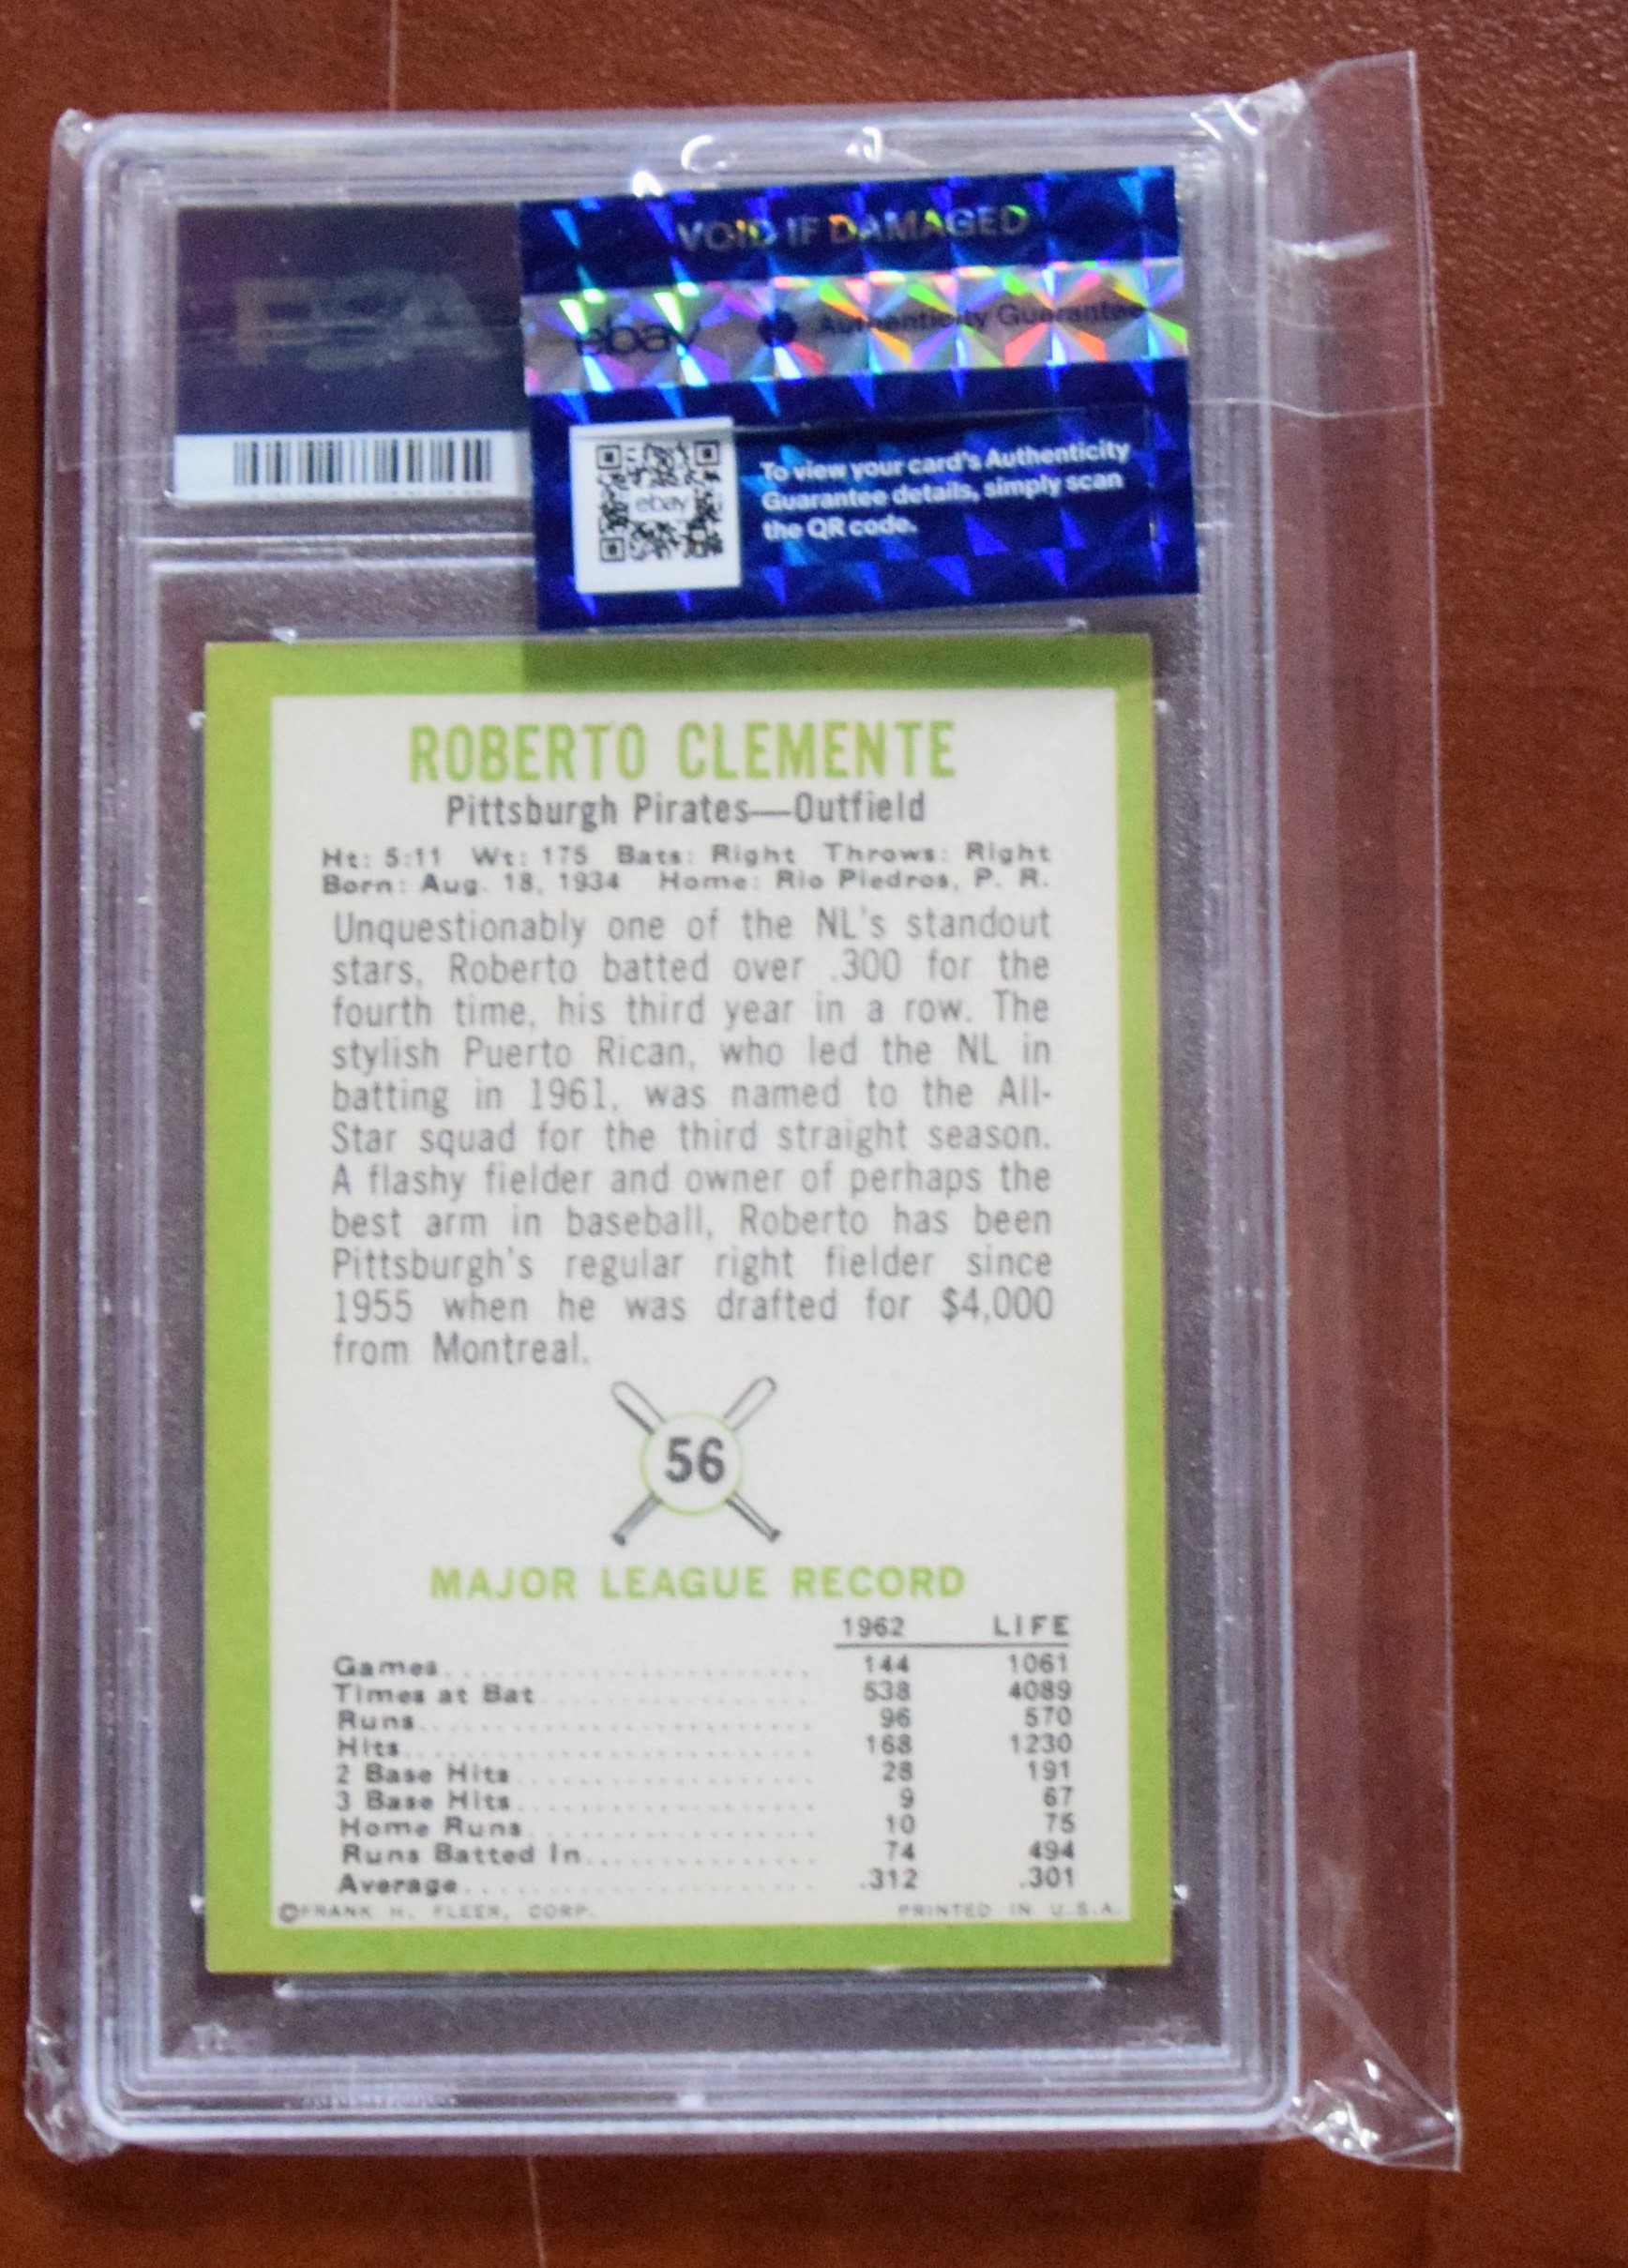 VOID IF DAMAGED
PSA
ebay Authenticity Guarantee
ebay
To view your card's Authenticity
Guarantee details, simply scan
the QR code.
ROBERTO CLEMENTE
Pittsburgh Pirates—Outfield
Ht: 5:11 Wt: 175 Bats: Right Throws: Right
Born: Aug. 18, 1934 Home: Rio Piedros, P. R.
Unquestionably one of the NL's standout
stars, Roberto batted over .300 for the
fourth time, his third year in a row. The
stylish Puerto Rican, who led the NL in
batting in 1961, was named to the All-
Star squad for the third straight season.
A flashy fielder and owner of perhaps the
best arm in baseball, Roberto has been
Pittsburgh's regular right fielder since
1955 when he was drafted for $4,000
from Montreal.
56
MAJOR LEAGUE RECORD
1962 LIFE
Games 144 1061
Times at Bat 538 4089
Runs 96 570
Hits 168 1230
2 Base Hits 28 191
3 Base Hits 9 67
Home Runs 10 75
Runs Batted In 74 494
Average .312 .301
©FRANK H. FLEER, CORP. PRINTED IN U.S.A.